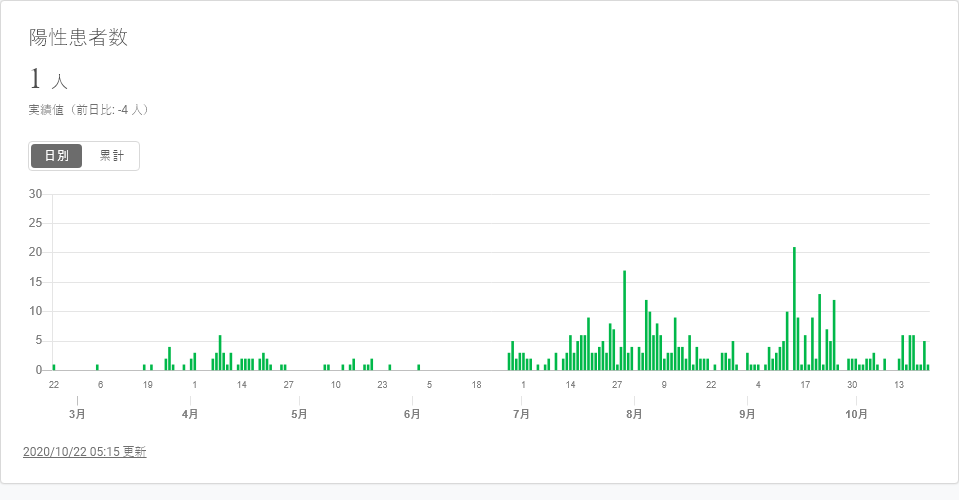 陽性患者数
1 人
実績値（前日比: -4 人）
日別 累計
30
25
20
15
10
5
0
22 6 19 1 14 27 10 23 5 18 1 14 27 9 22 4 17 30 13
3月 4月 5月 6月 7月 8月 9月 10月
2020/10/22 05:15 更新